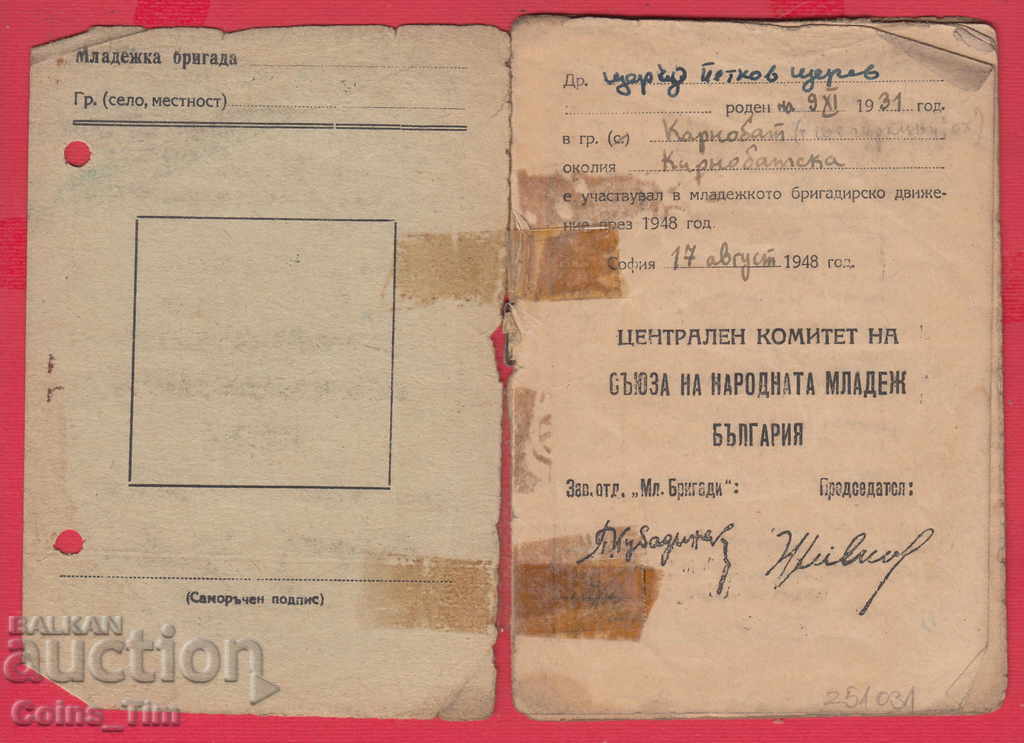 Младежка бригада
Гр. (село, местност)
(Саморъчен подпис)
Др. Петков
роден на 9 XI 1931 год.
в гр. (с.) Карнобат
околия Карнобатска
е участвувал в младежкото бригадирско движе-
ние през 1948 год.
София 17 август 1948 год.
ЦЕНТРАЛЕН КОМИТЕТ НА
СЪЮЗА НА НАРОДНАТА МЛАДЕЖ
БЪЛГАРИЯ
Зав. отд. „Мл. Бригади“: Председател:
251031
BALKAN
auction
Coins_Tim